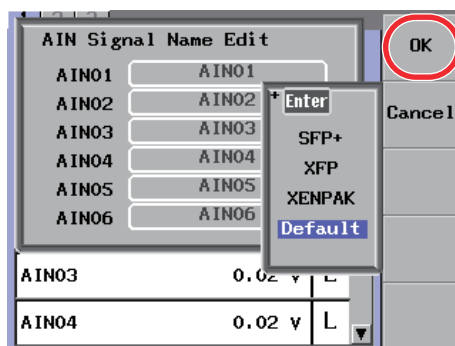 AIN Signal Name Edit
OK
AIN01 AIN01
AIN02 AIN02
AIN03 AIN03
AIN04 AIN04
AIN05 AIN05
AIN06 AIN06
Enter
SFP+
XFP
XENPAK
Default
Cancel
AIN03 0.02 V L
AIN04 0.02 V L